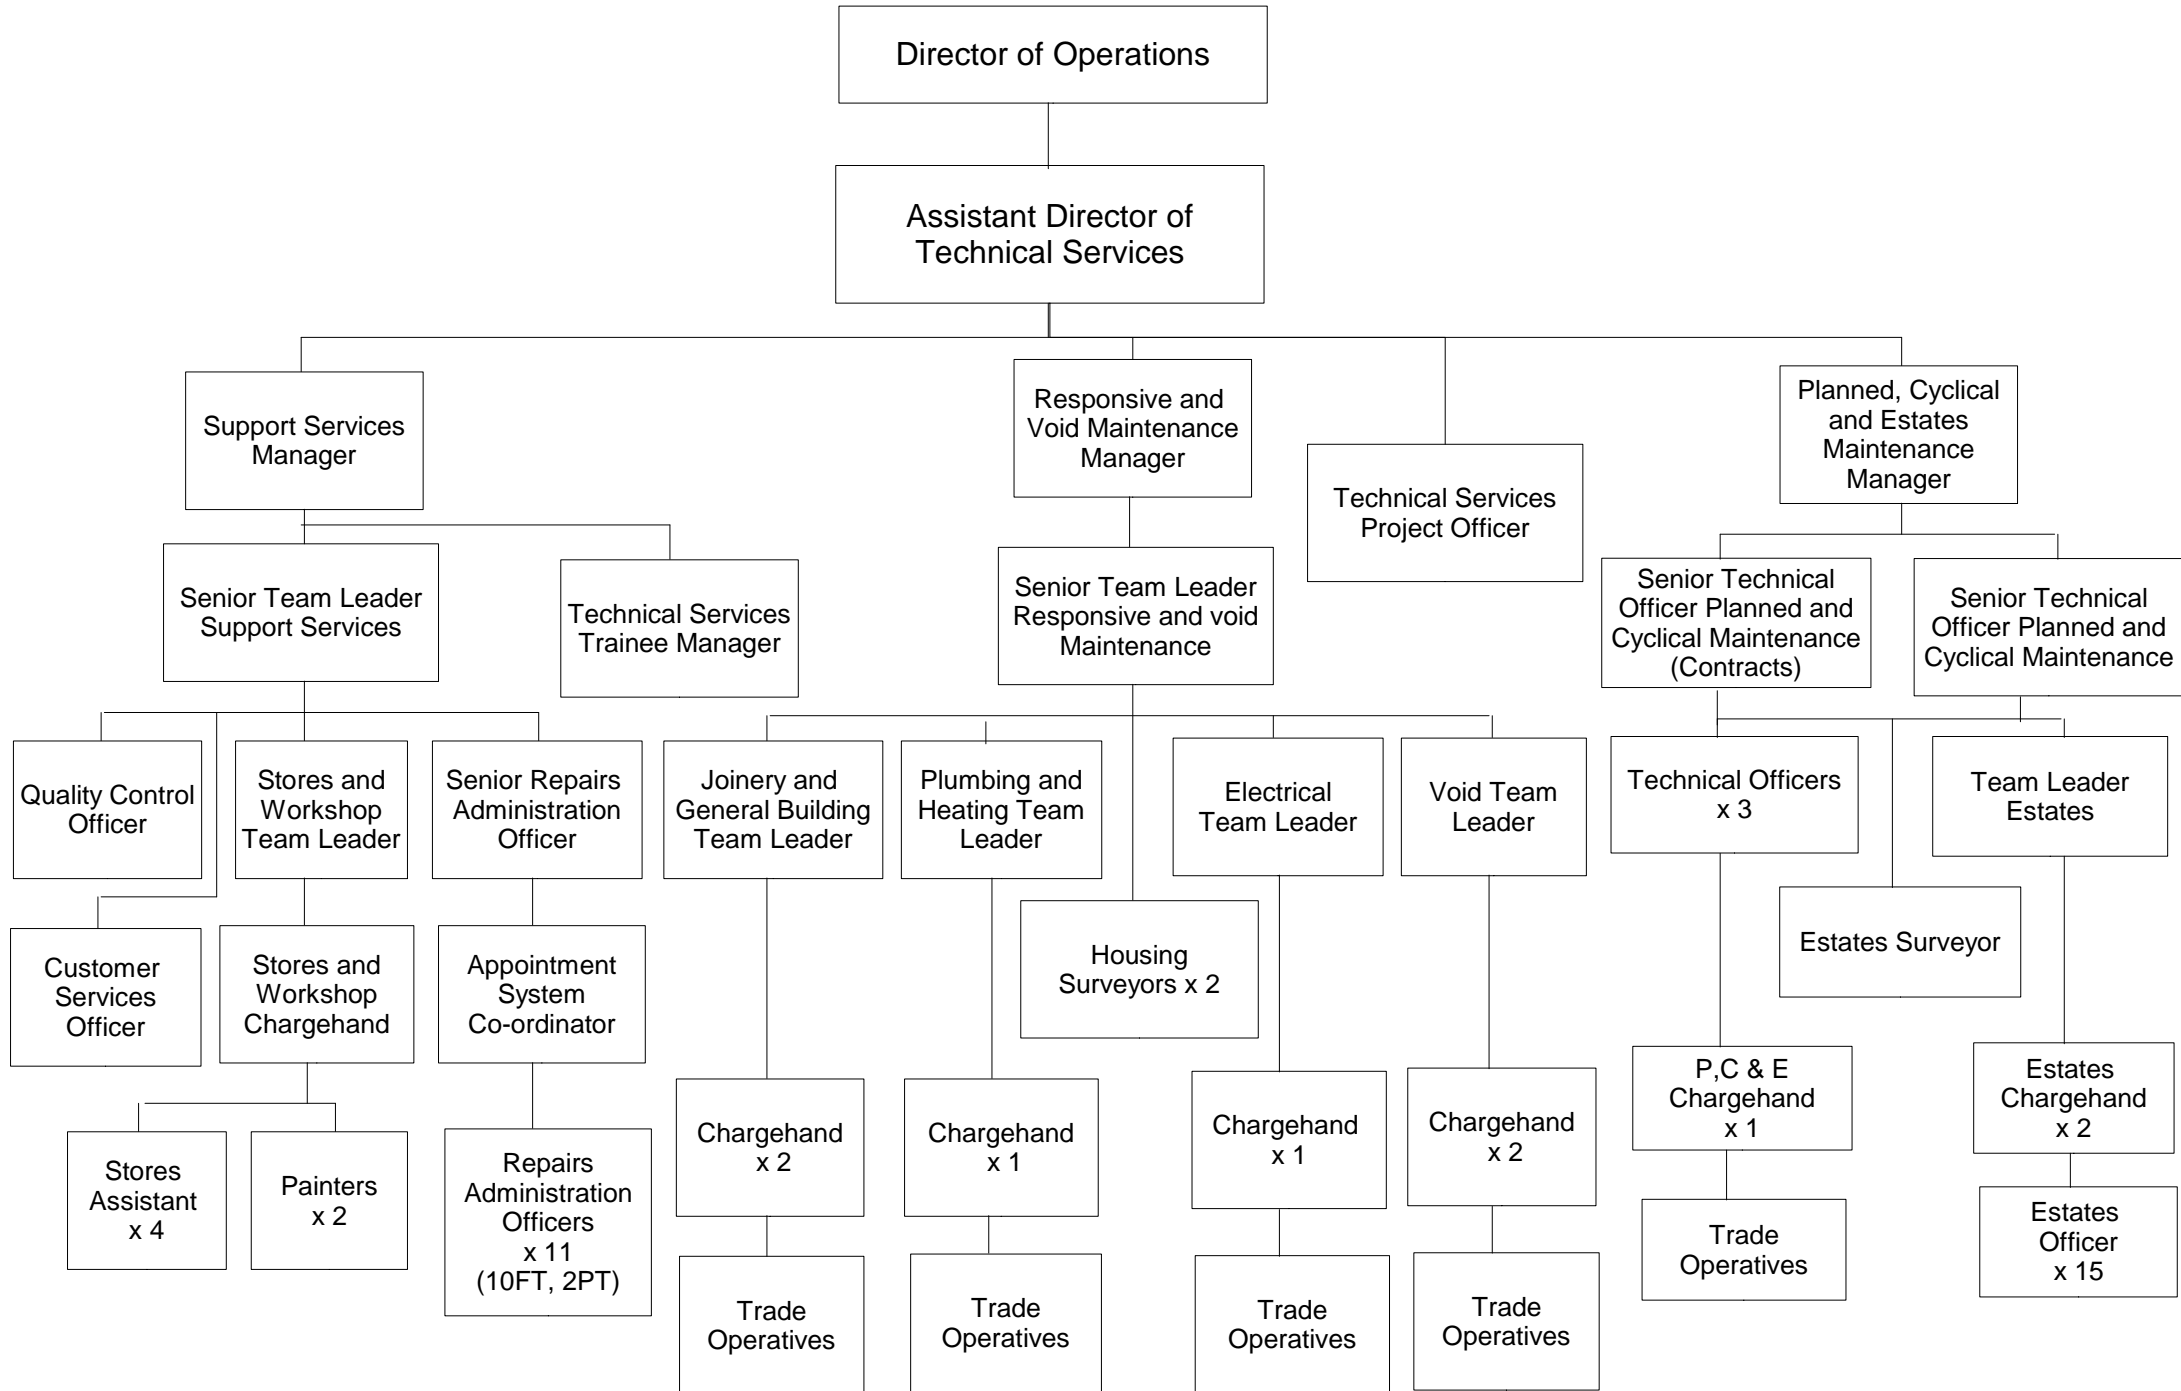 Director of Operations
Assistant Director of
Technical Services
Support Services
Manager
Responsive and
Void Maintenance
Manager
Technical Services
Project Officer
Planned, Cyclical
and Estates
Maintenance
Manager
Senior Team Leader
Support Services
Technical Services
Trainee Manager
Senior Team Leader
Responsive and void
Maintenance
Senior Technical
Officer Planned and
Cyclical Maintenance
(Contracts)
Senior Technical
Officer Planned and
Cyclical Maintenance
Quality Control
Officer
Stores and
Workshop
Team Leader
Senior Repairs
Administration
Officer
Joinery and
General Building
Team Leader
Plumbing and
Heating Team
Leader
Electrical
Team Leader
Void Team
Leader
Technical Officers
x 3
Team Leader
Estates
Customer
Services
Officer
Stores and
Workshop
Chargehand
Appointment
System
Co-ordinator
Housing
Surveyors x 2
Estates Surveyor
Stores
Assistant
x 4
Painters
x 2
Repairs
Administration
Officers
x 11
(10FT, 2PT)
Chargehand
x 2
Chargehand
x 1
Chargehand
x 1
Chargehand
x 2
P,C & E
Chargehand
x 1
Estates
Chargehand
x 2
Trade
Operatives
Trade
Operatives
Trade
Operatives
Trade
Operatives
Trade
Operatives
Estates
Officer
x 15